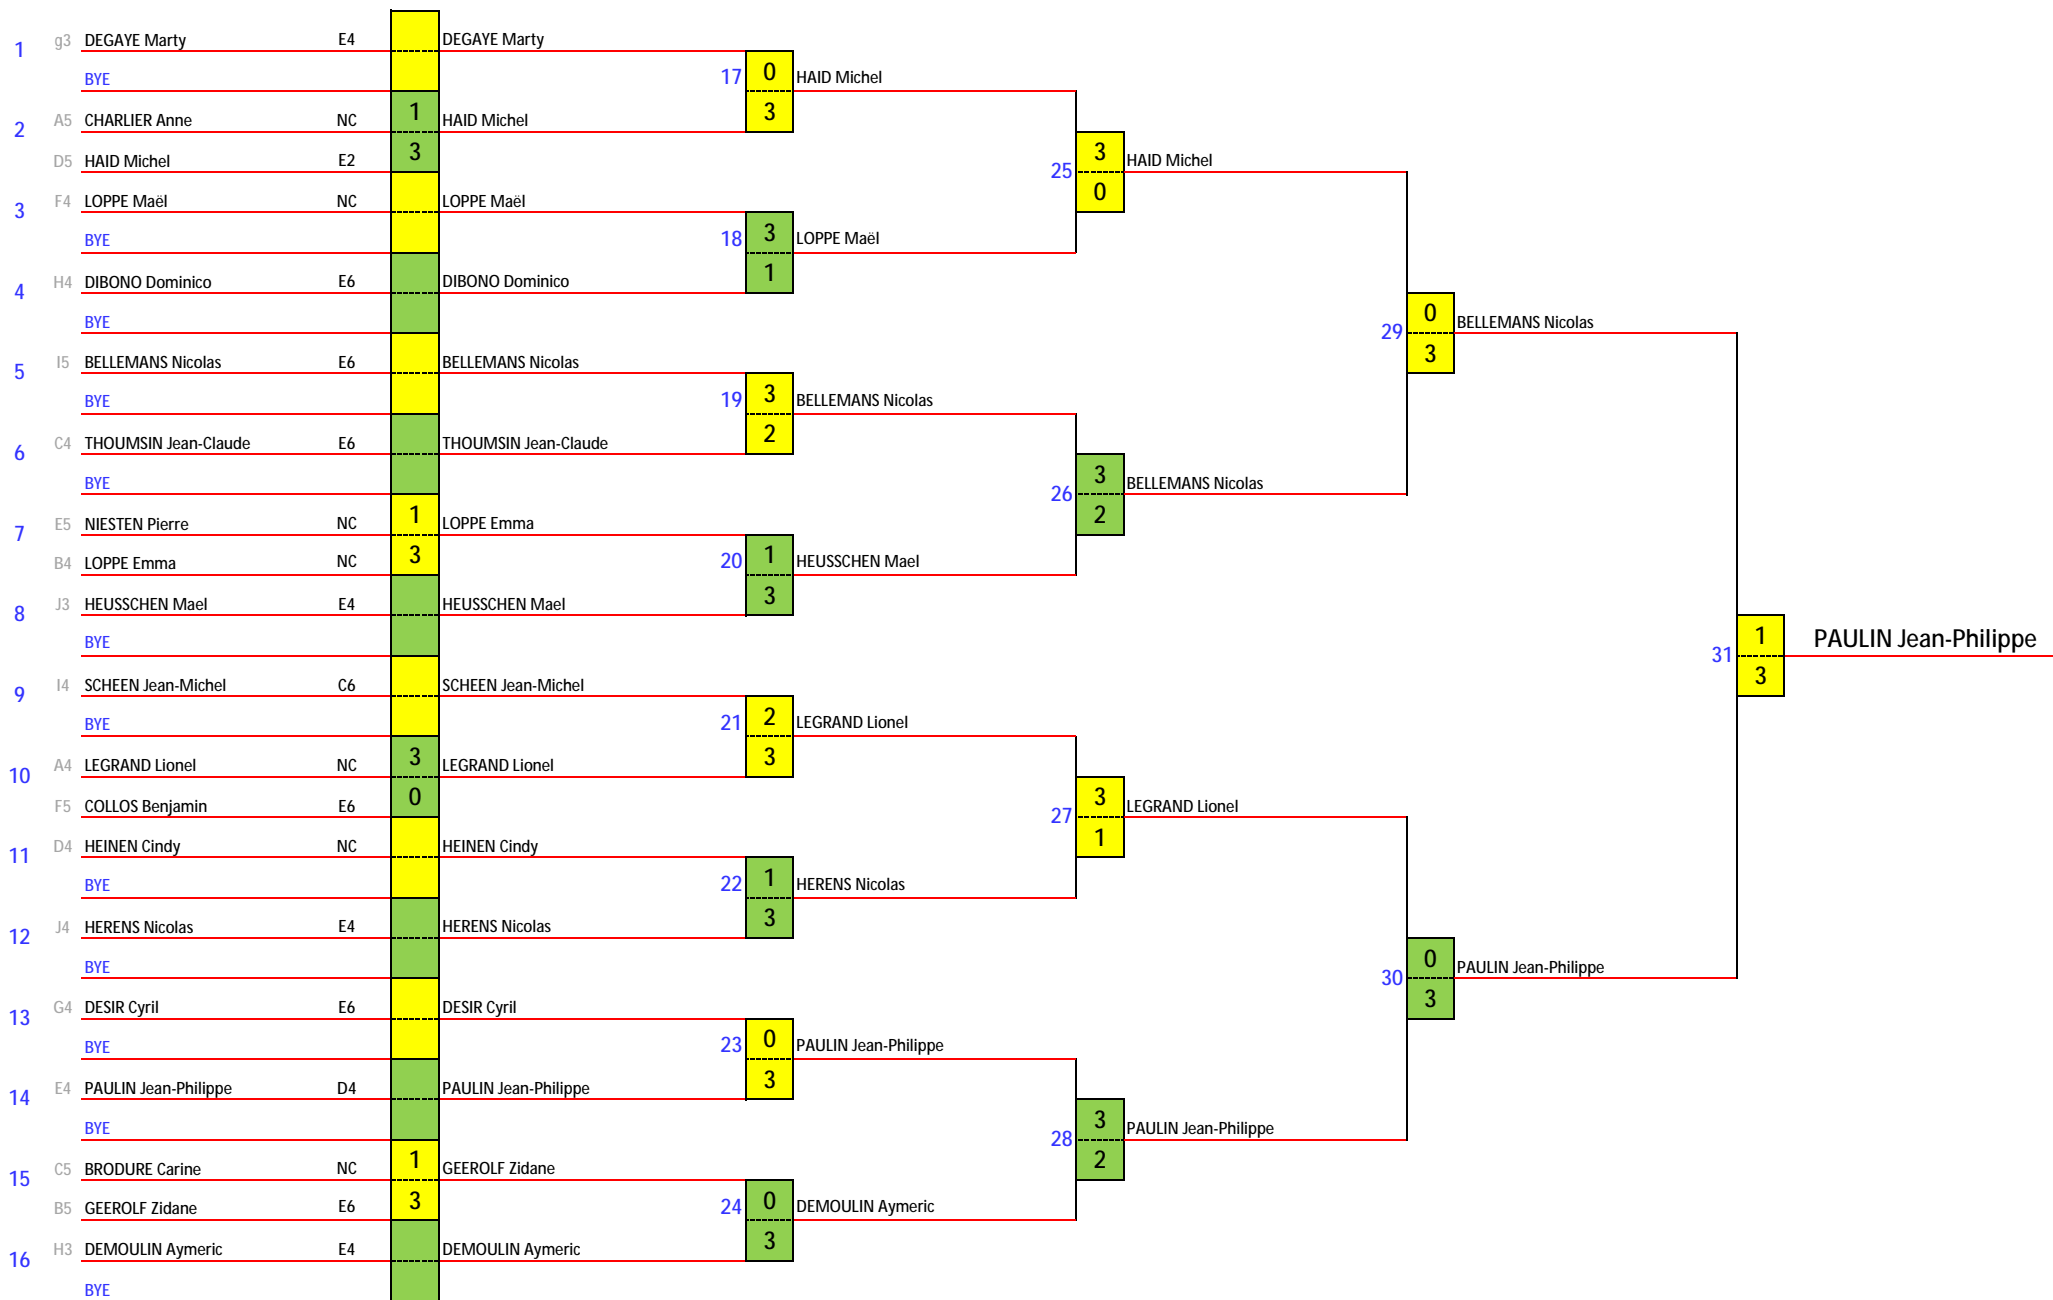 1 g3 DEGAYE Marty E4 DEGAYE Marty
BYE 17 0 HAID Michel
3
2 A5 CHARLIER Anne NC 1 HAID Michel
D5 HAID Michel E2 3 25 3 HAID Michel
0
3 F4 LOPPE Maël NC LOPPE Maël
BYE 18 3 LOPPE Maël
1
4 H4 DIBONO Dominico E6 DIBONO Dominico
BYE 29 0 BELLEMANS Nicolas
3
5 I5 BELLEMANS Nicolas E6 BELLEMANS Nicolas
BYE 19 3 BELLEMANS Nicolas
2
6 C4 THOUMSIN Jean-Claude E6 THOUMSIN Jean-Claude
BYE 26 3 BELLEMANS Nicolas
2
7 E5 NIESTEN Pierre NC 1 LOPPE Emma
B4 LOPPE Emma NC 3 20 1 HEUSSCHEN Mael
3
8 J3 HEUSSCHEN Mael E4 HEUSSCHEN Mael
BYE 31 1 PAULIN Jean-Philippe
3
9 I4 SCHEEN Jean-Michel C6 SCHEEN Jean-Michel
BYE 21 2 LEGRAND Lionel
3
10 A4 LEGRAND Lionel NC 3 LEGRAND Lionel
F5 COLLOS Benjamin E6 0 27 3 LEGRAND Lionel
1
11 D4 HEINEN Cindy NC HEINEN Cindy
BYE 22 1 HERENS Nicolas
3
12 J4 HERENS Nicolas E4 HERENS Nicolas
BYE 30 0 PAULIN Jean-Philippe
3
13 G4 DESIR Cyril E6 DESIR Cyril
BYE 23 0 PAULIN Jean-Philippe
3
14 E4 PAULIN Jean-Philippe D4 PAULIN Jean-Philippe
BYE 28 3 PAULIN Jean-Philippe
2
15 C5 BRODURE Carine NC 1 GEEROLF Zidane
B5 GEEROLF Zidane E6 3 24 0 DEMOULIN Aymeric
3
16 H3 DEMOULIN Aymeric E4 DEMOULIN Aymeric
BYE